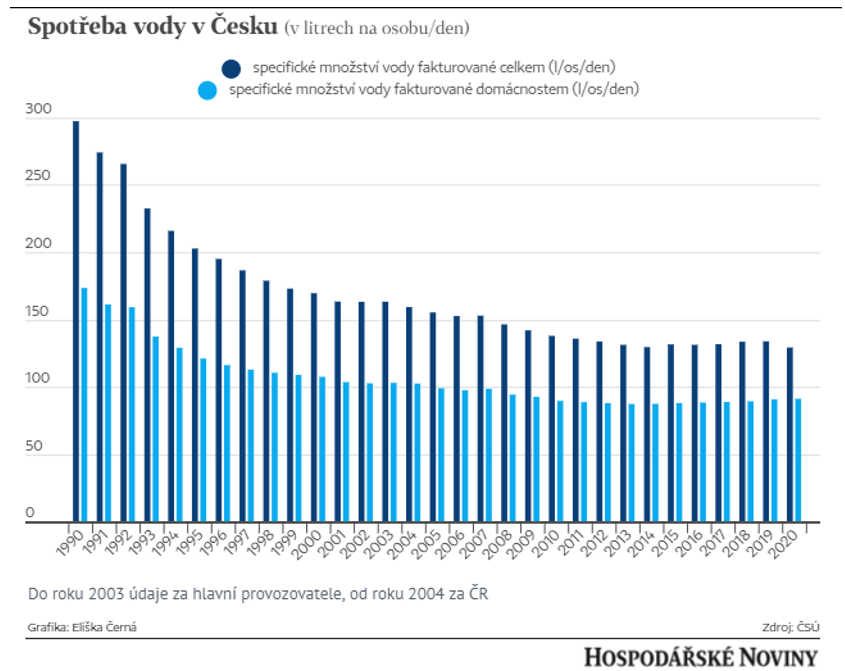 Spotřeba vody v Česku (v litrech na osobu/den)
specifické množství vody fakturované celkem (l/os/den)
specifické množství vody fakturované domácnostem (l/os/den)
300
250
200
150
100
50
0
1990 1991 1992 1993 1994 1995 1996 1997 1998 1999 2000 2001 2002 2003 2004 2005 2006 2007 2008 2009 2010 2011 2012 2013 2014 2015 2016 2017 2018 2019 2020
Do roku 2003 údaje za hlavní provozovatele, od roku 2004 za ČR
Grafika: Eliška Černá Zdroj: ČSÚ
Hospodářské Noviny